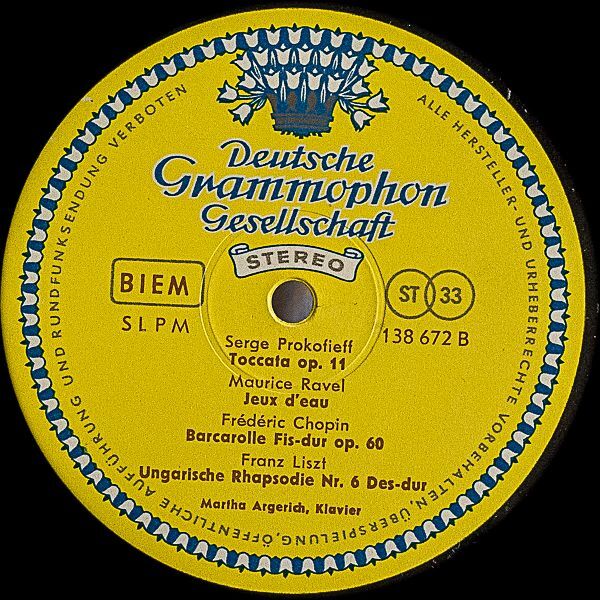 Deutsche
Grammophon
Gesellschaft
STEREO
BIEM
SLPM
ST 33
138 672 B
Serge Prokofieff
Toccata op. 11
Maurice Ravel
Jeux d'eau
Frédéric Chopin
Barcarolle Fis-dur op. 60
Franz Liszt
Ungarische Rhapsodie Nr. 6 Des-dur
Martha Argerich, Klavier
ALLE HERSTELLER- UND URHEBERRECHTE VORBEHALTEN, ÜBERSPIELUNG, ÖFFENTLICHE AUFFÜHRUNG UND RUNDFUNKSENDUNG VERBOTEN